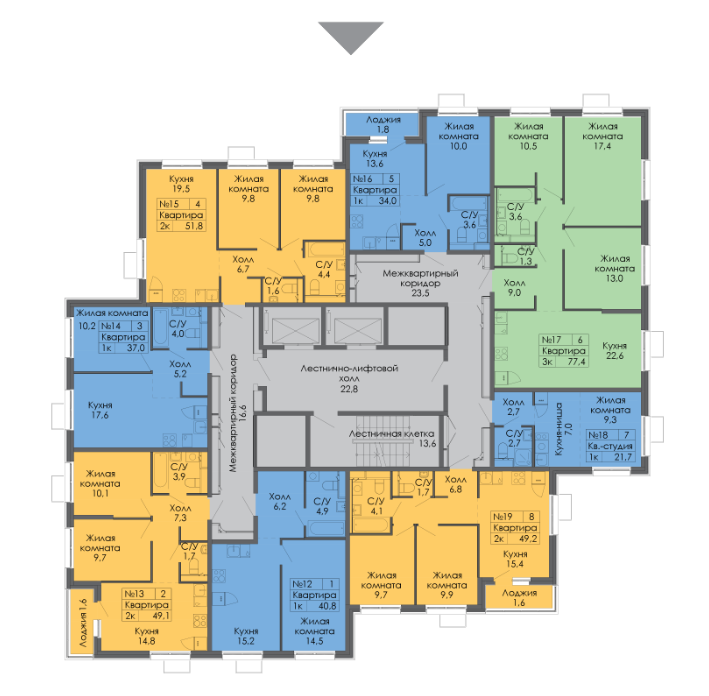 Лоджия
1.8
Кухня
13.6
№16 5
Квартира
1к 34.0
Жилая
комната
10.0
С/У
3.6
Холл
5.0
Жилая
комната
10.5
Жилая
комната
17.4
С/У
3.6
С/У
1.3
Холл
9.0
Жилая
комната
13.0
№17 6
Квартира
3к 77.4
Кухня
22.6
Кухня
19.5
№15 4
Квартира
2к 51.8
Жилая
комната
9.8
Жилая
комната
9.8
Холл
6.7
С/У
1.6
С/У
4.4
Межквартирный
коридор
23.5
Жилая комната
10.2
№14 3
Квартира
1к 37.0
С/У
4.0
Холл
5.2
Кухня
17.6
Межквартирный коридор
16.6
Лестнично-лифтовой
холл
22.8
Лестничная клетка
13.6
Холл
2.7
С/У
2.7
Кухня-ниша
7.0
Жилая
комната
9.3
№18 7
Кв.-студия
1к 21.7
Жилая
комната
10.1
С/У
3.9
Холл
7.3
Жилая
комната
9.7
С/У
1.7
№13 2
Квартира
2к 49.1
Лоджия 1,6
Кухня
14.8
Холл
6.2
С/У
4.9
№12 1
Квартира
1к 40.8
Кухня
15.2
Жилая
комната
14.5
С/У
4.1
С/У
1.7
Холл
6.8
№19 8
Квартира
2к 49.2
Кухня
15.4
Жилая
комната
9.7
Жилая
комната
9.9
Лоджия
1.6